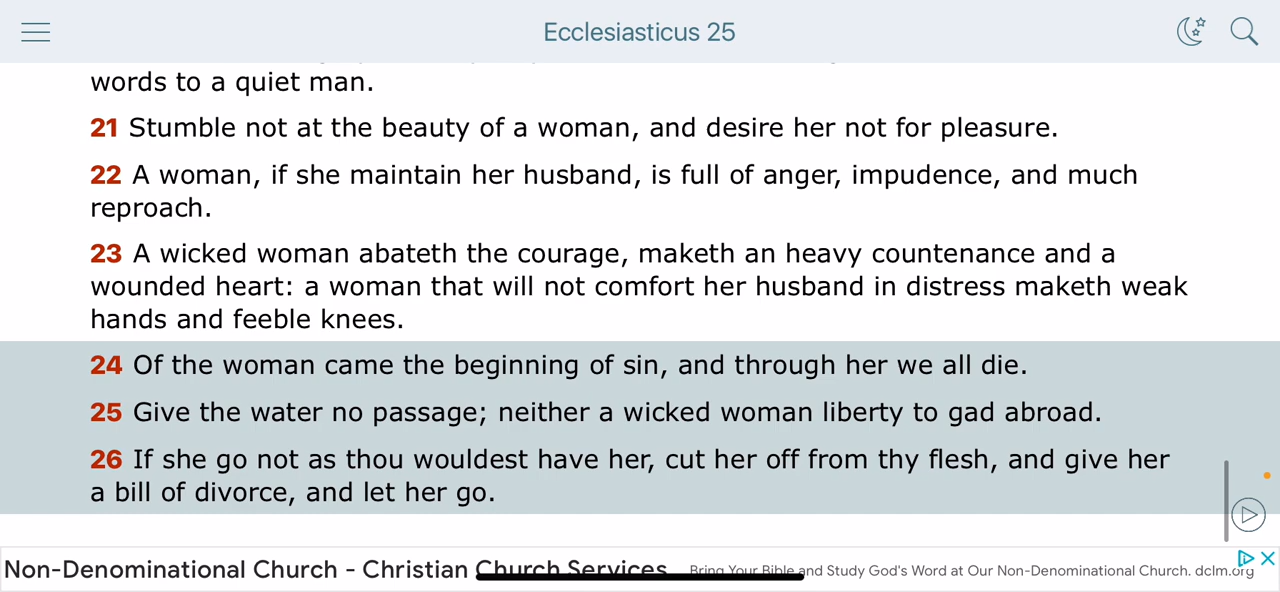 Ecclesiasticus 25
words to a quiet man.
21 Stumble not at the beauty of a woman, and desire her not for pleasure.
22 A woman, if she maintain her husband, is full of anger, impudence, and much
reproach.
23 A wicked woman abateth the courage, maketh an heavy countenance and a
wounded heart: a woman that will not comfort her husband in distress maketh weak
hands and feeble knees.
24 Of the woman came the beginning of sin, and through her we all die.
25 Give the water no passage; neither a wicked woman liberty to gad abroad.
26 If she go not as thou wouldest have her, cut her off from thy flesh, and give her
a bill of divorce, and let her go.
Non-Denominational Church - Christian Church Services Bring Your Bible and Study God's Word at Our Non-Denominational Church. dclm.org